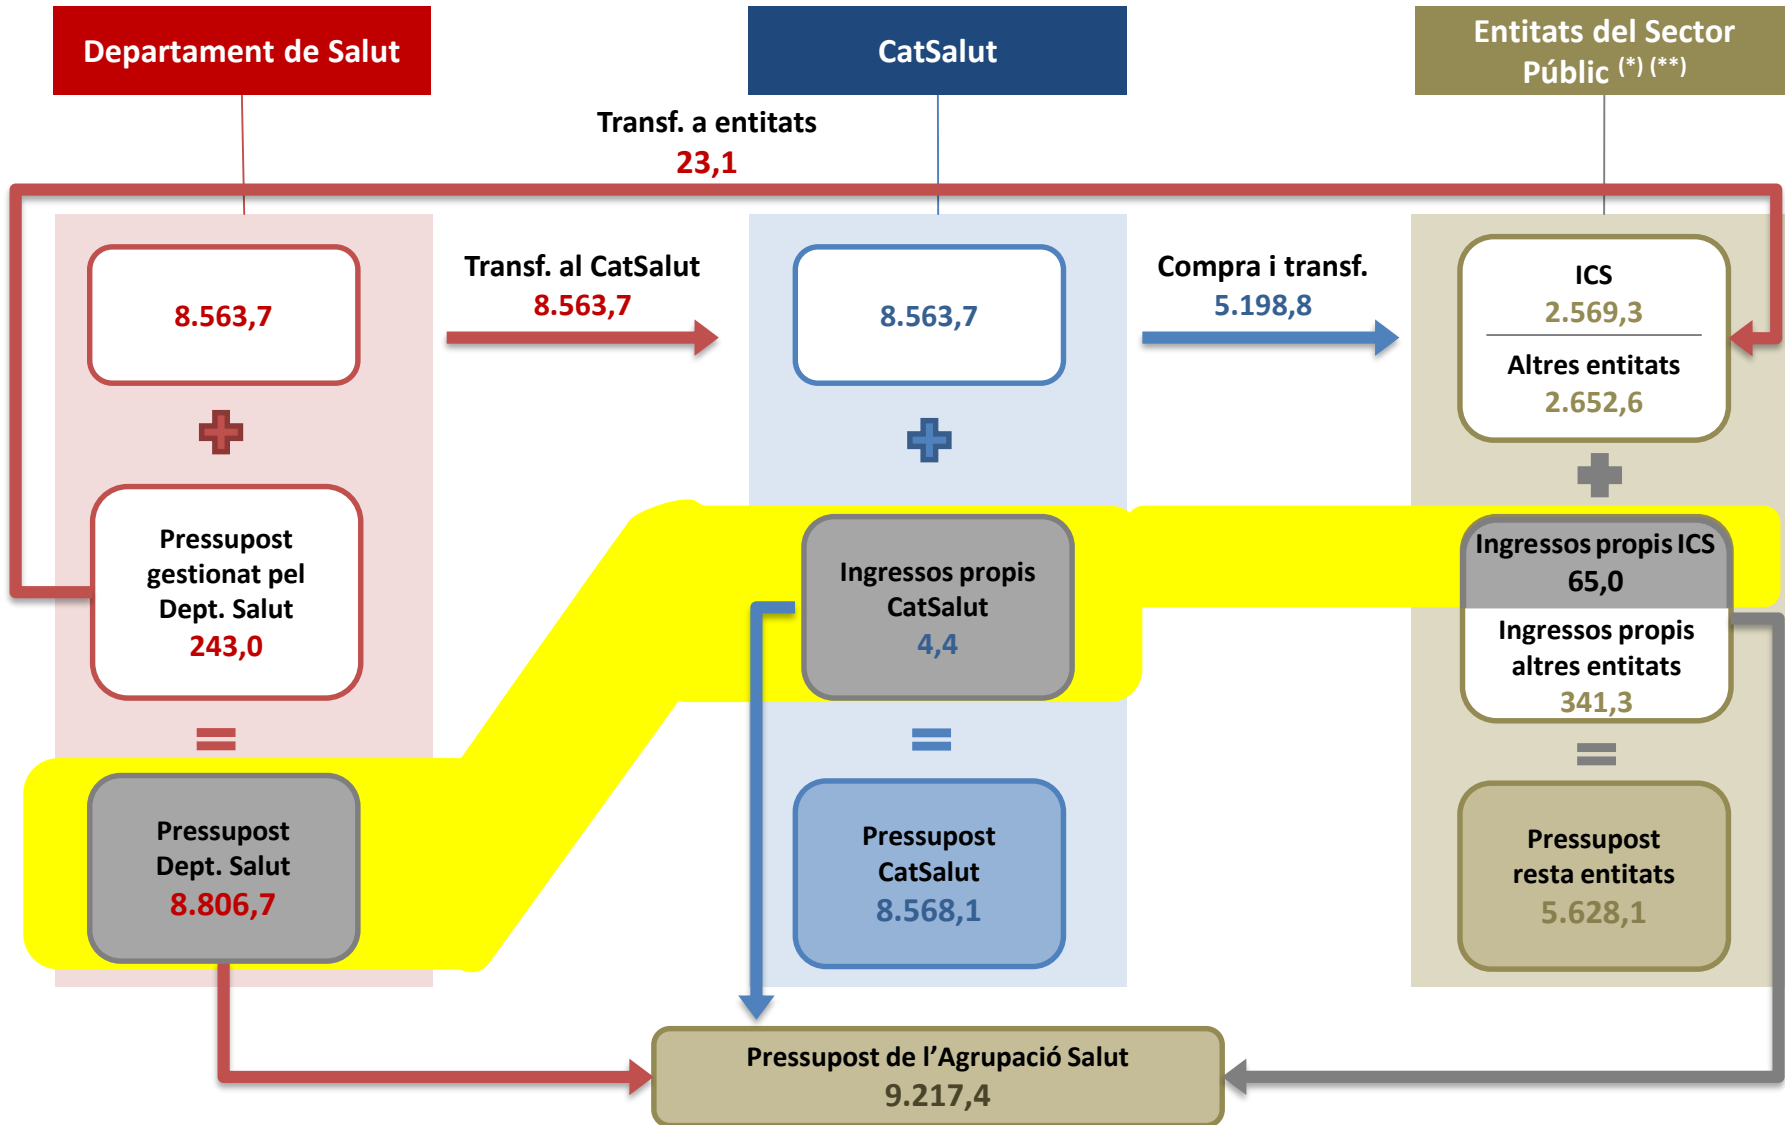 Departament de Salut
CatSalut
Entitats del Sector
Públic (*) (**)
Transf. a entitats
23,1
8.563,7
Transf. al CatSalut
8.563,7
8.563,7
Compra i transf.
5.198,8
ICS
2.569,3
Altres entitats
2.652,6
Pressupost
gestionat pel
Dept. Salut
243,0
Ingressos propis
CatSalut
4,4
Ingressos propis ICS
65,0
Ingressos propis
altres entitats
341,3
Pressupost
Dept. Salut
8.806,7
Pressupost
CatSalut
8.568,1
Pressupost
resta entitats
5.628,1
Pressupost de l’Agrupació Salut
9.217,4